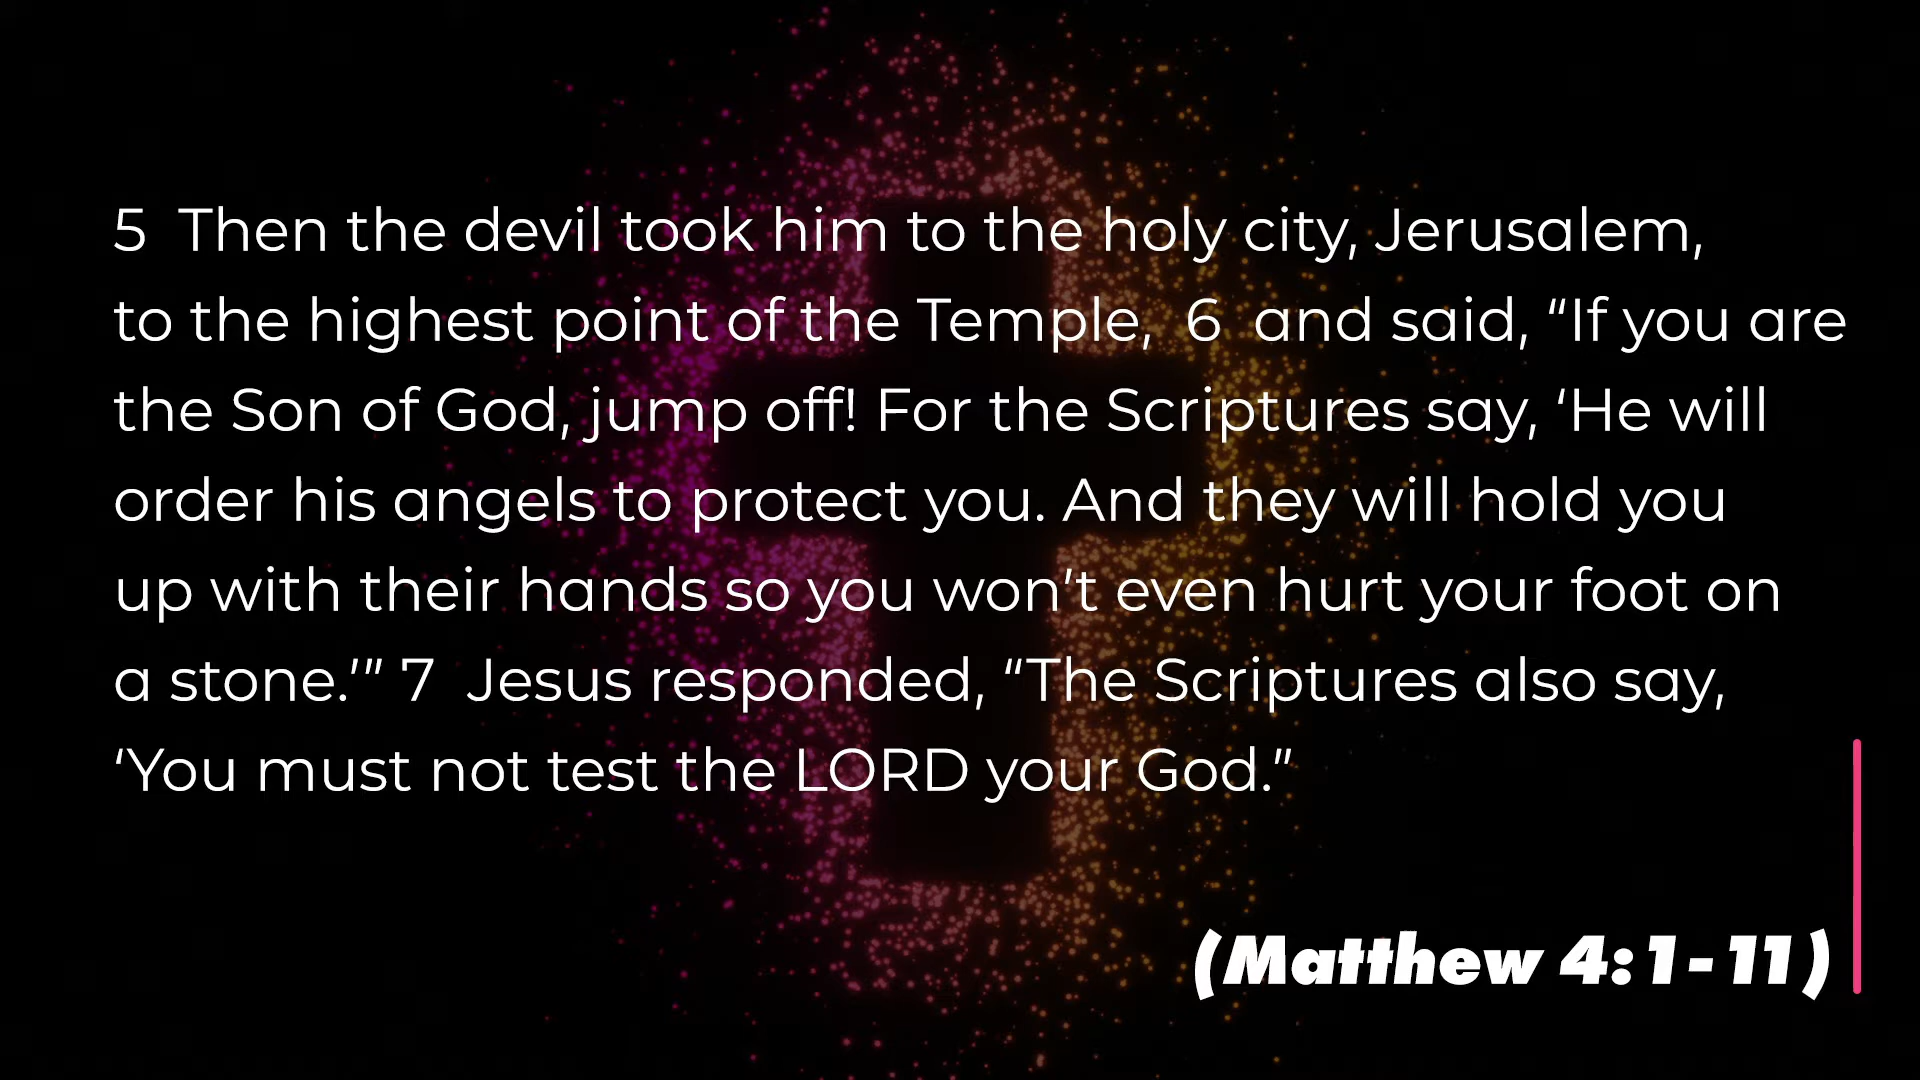 5  Then the devil took him to the holy city, Jerusalem,
to the highest point of the Temple,  6  and said, “If you are
the Son of God, jump off! For the Scriptures say, ‘He will
order his angels to protect you. And they will hold you
up with their hands so you won’t even hurt your foot on
a stone.’” 7  Jesus responded, “The Scriptures also say,
‘You must not test the LORD your God.”
(Matthew 4:1-11)